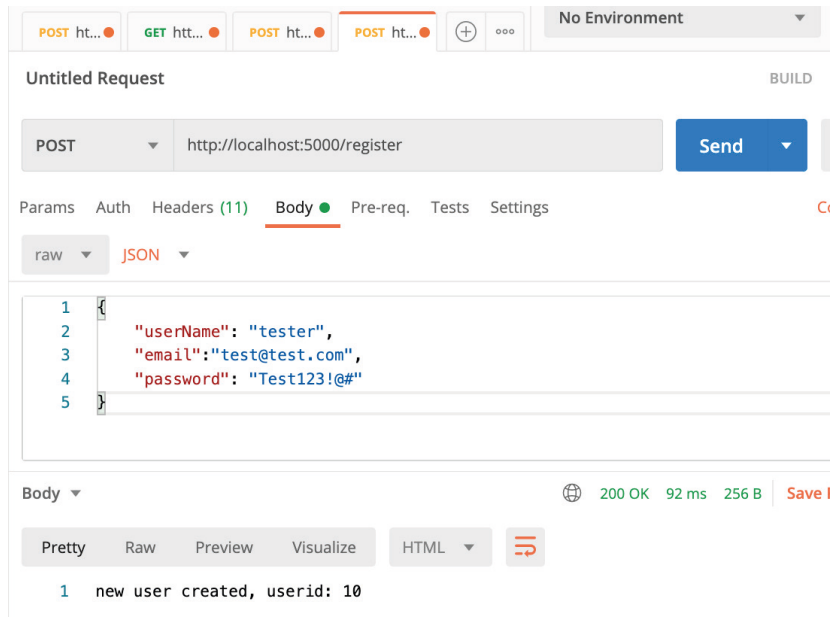 POST ht... GET htt... POST ht... POST ht... No Environment
Untitled Request BUILD
POST http://localhost:5000/register Send
Params Auth Headers (11) Body Pre-req. Tests Settings
raw JSON
1 {
2 "userName": "tester",
3 "email":"test@test.com",
4 "password": "Test123!@#"
5 }
Body 200 OK 92 ms 256 B Save
Pretty Raw Preview Visualize HTML
1 new user created, userid: 10